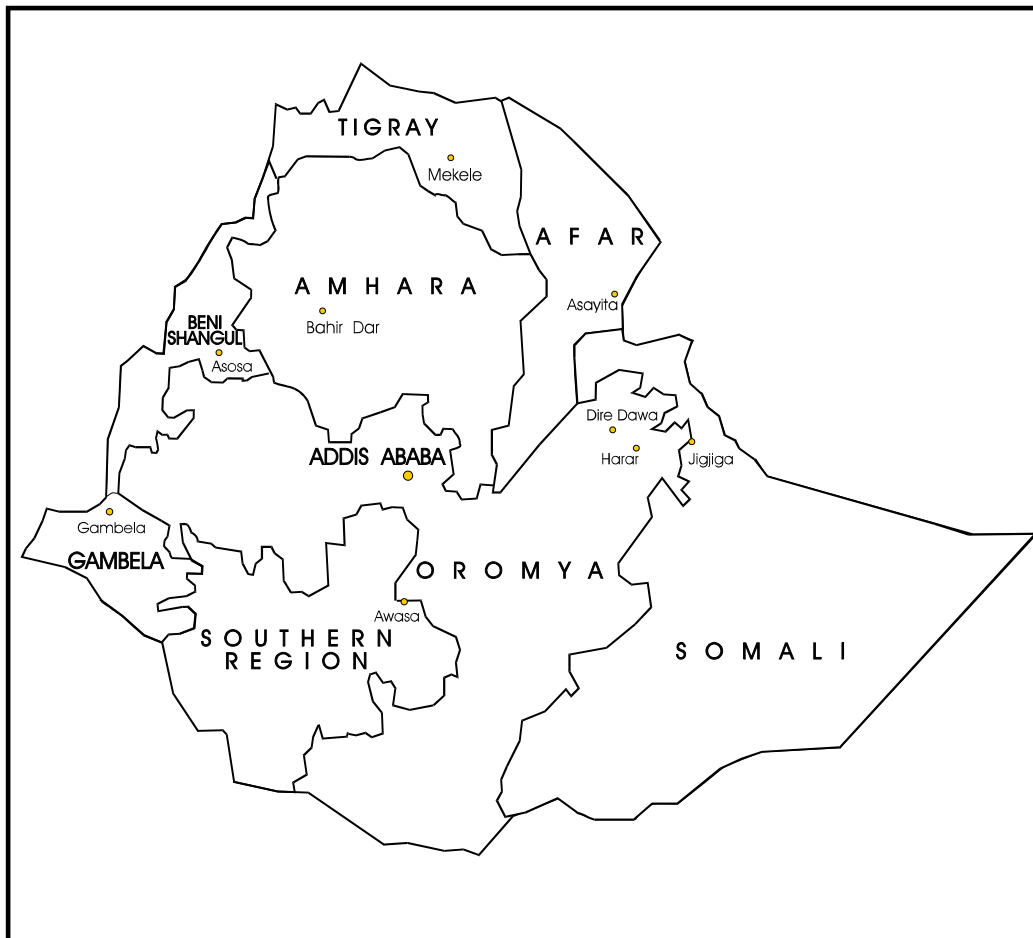 TIGRAY
Mekele
AFAR
AMHARA
Asayita
Bahir Dar
BENI
SHANGUL
Asosa
Dire Dawa
ADDIS ABABA
Harar
Jigjiga
Gambela
GAMBELA
OROMYA
Awasa
SOUTHERN
REGION
SOMALI